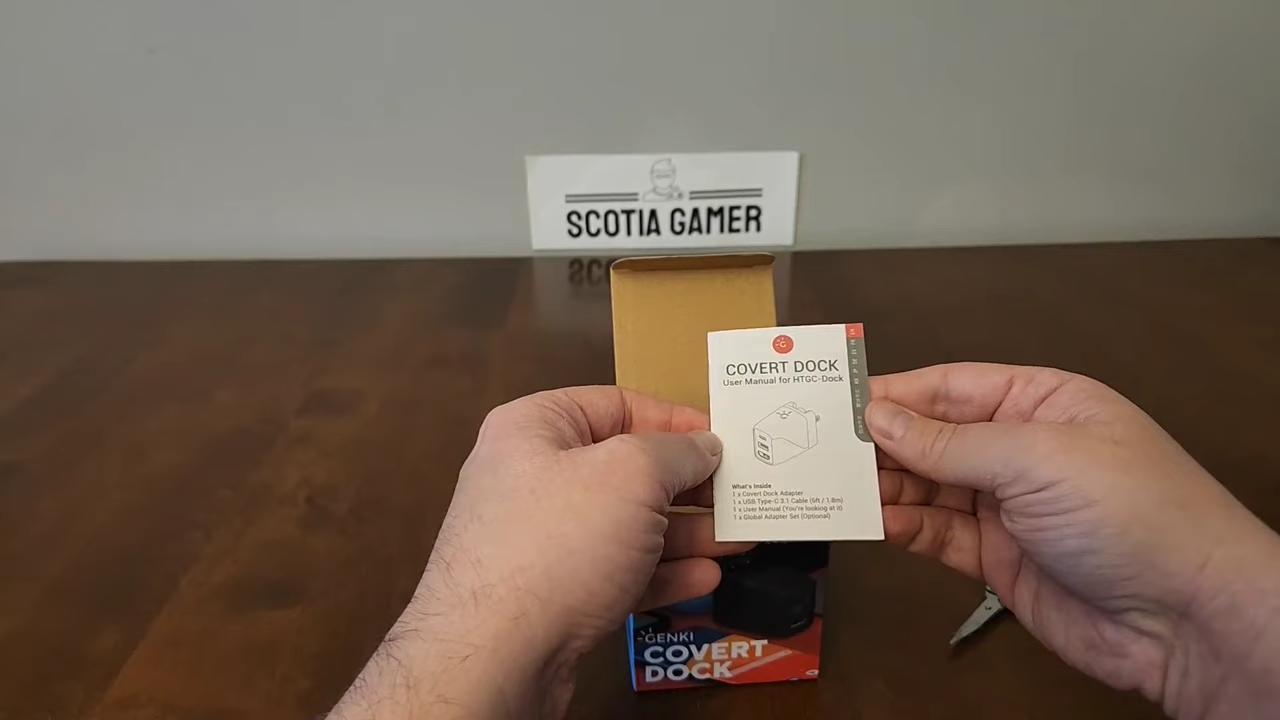 SCOTIA GAMER
COVERT DOCK
User Manual for HTGC-Dock
What's Inside
1 x Covert Dock Adapter
1 x USB Type-C 3.1 Cable (6ft / 1.8m)
1 x User Manual (You're looking at it)
1 x Global Adapter Set (Optional)
GENKI
COVERT
DOCK